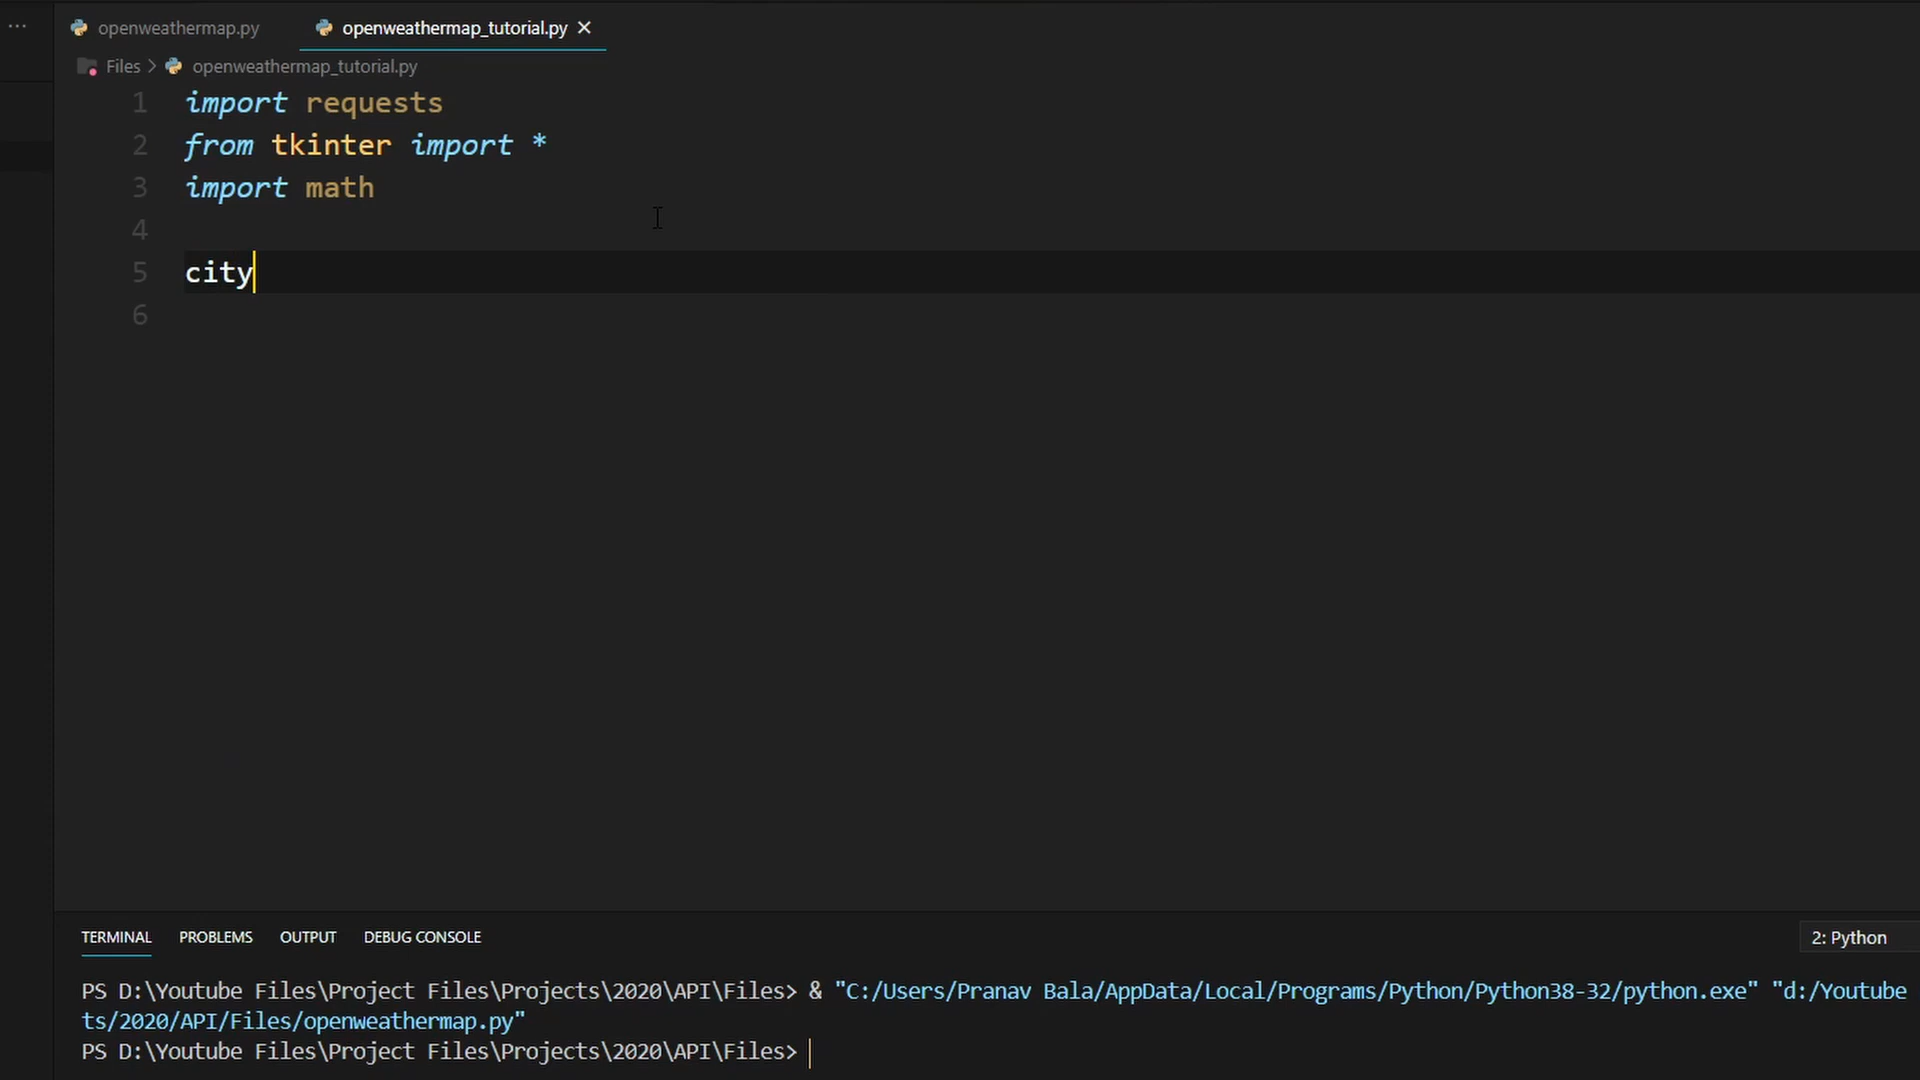 openweathermap.py openweathermap_tutorial.py
Files > openweathermap_tutorial.py
1 import requests
2 from tkinter import *
3 import math
4
5 city
6
TERMINAL PROBLEMS OUTPUT DEBUG CONSOLE 2: Python
PS D:\Youtube Files\Project Files\Projects\2020\API\Files> & "C:/Users/Pranav Bala/AppData/Local/Programs/Python/Python38-32/python.exe" "d:/Youtube
ts/2020/API/Files/openweathermap.py"
PS D:\Youtube Files\Project Files\Projects\2020\API\Files>